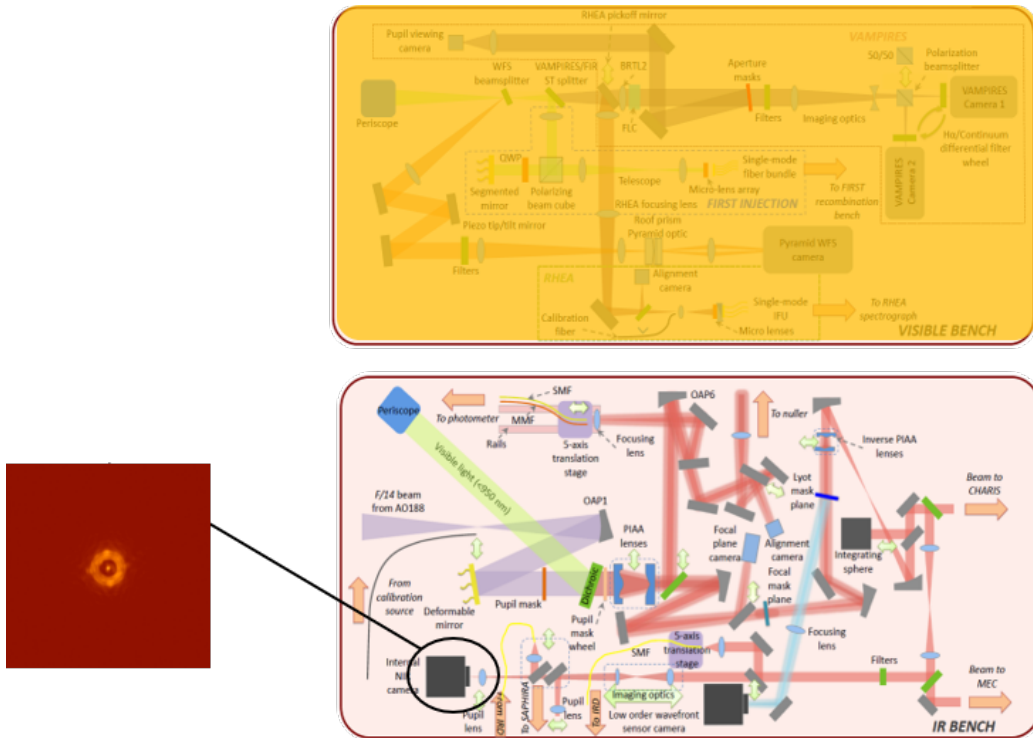 RHEA pickoff mirror
Pupil viewing
camera
VAMPIRES
50/50
Polarization
beamsplitter
WFS
beamsplitter
VAMPIRES/FIR
ST splitter
BRTL2
Aperture
masks
Periscope
FLC
Filters
Imaging optics
VAMPIRES
Camera 1
Hα/Continuum
differential filter
wheel
VAMPIRES
Camera 2
QWP
Single-mode
fiber bundle
Segmented
mirror
Polarizing
beam cube
Telescope
Micro-lens array
FIRST INJECTION
To FIRST
recombination
bench
RHEA focusing lens
Roof prism
Pyramid optic
Piezo tip/tilt mirror
Filters
Pyramid WFS
camera
RHEA
Alignment
camera
Calibration
fiber
Single-mode
IFU
Micro lenses
To RHEA
spectrograph
VISIBLE BENCH
Periscope
To photometer
SMF
MMF
Rails
5-axis
translation
stage
Focusing
lens
OAP6
To nuller
Inverse PIAA
lenses
Visible light (<950 nm)
F/14 beam
from AO188
OAP1
PIAA
lenses
Lyot
mask
plane
Beam to
CHARIS
Focal
plane
camera
Alignment
camera
Integrating
sphere
Focal
mask
plane
From
calibration
source
Deformable
mirror
Pupil mask
Dichroic
Pupil
mask
wheel
SMF
5-axis
translation
stage
Focusing
lens
Filters
Internal
NI
camera
Pupil
lens
From IRD
To SAPHIRA
Pupil
lens
To IRD
Imaging optics
Low order wavefront
sensor camera
Beam to
MEC
IR BENCH